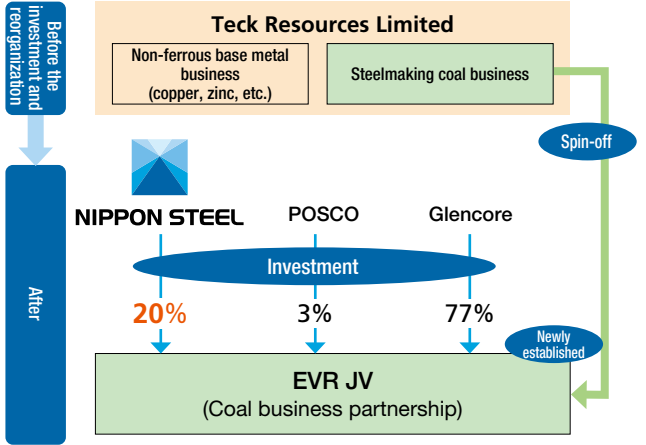 Before the
investment and
reorganization
Teck Resources Limited
Non-ferrous base metal
business
(copper, zinc, etc.)
Steelmaking coal business
Spin-off
After
NIPPON STEEL
POSCO
Glencore
Investment
20%
3%
77%
Newly
established
EVR JV
(Coal business partnership)